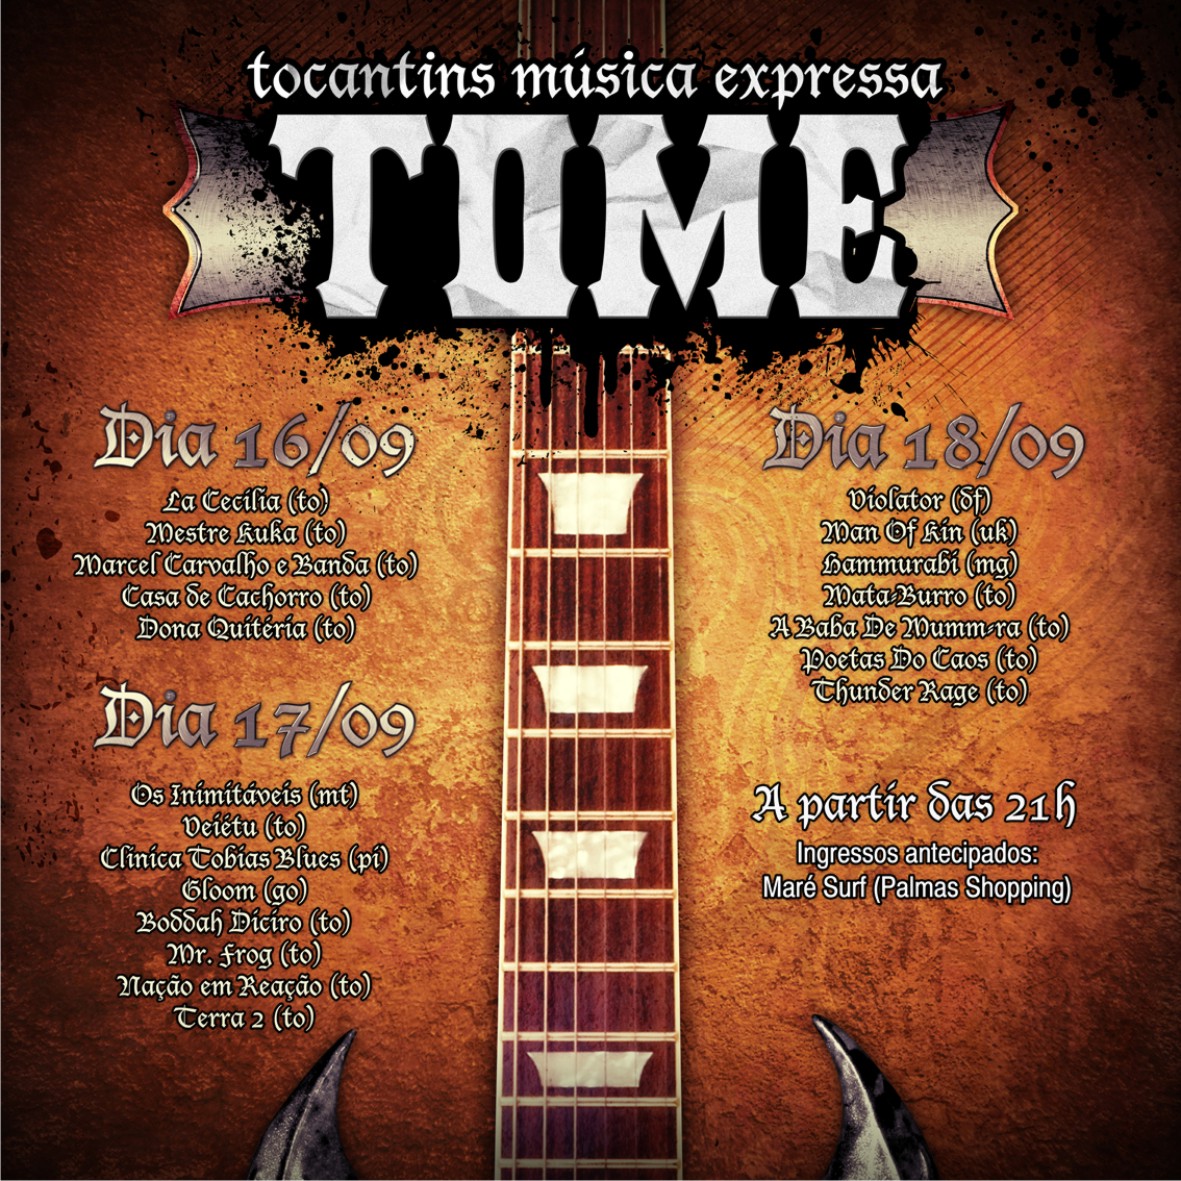 tocantins música expressa
TOME
Dia 16/09
La Cecília (to)
Mestre Kuka (to)
Marcel Carvalho e Banda (to)
Casa de Cachorro (to)
Dona Quitéria (to)
Dia 17/09
Os Inimitáveis (mt)
Veiétu (to)
Clínica Tobias Blues (pi)
Gloom (go)
Boddah Diciro (to)
Mr. Frog (to)
Nação em Reação (to)
Terra 2 (to)
Dia 18/09
Violator (df)
Man Of Kin (uk)
Hammurabi (mg)
Mata-Burro (to)
A Baba De Mumm-ra (to)
Poetas Do Caos (to)
Thunder Rage (to)
A partir das 21h
Ingressos antecipados:
Maré Surf (Palmas Shopping)